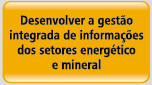 Desenvolver a gestão
integrada de informações
dos setores energético
e mineral